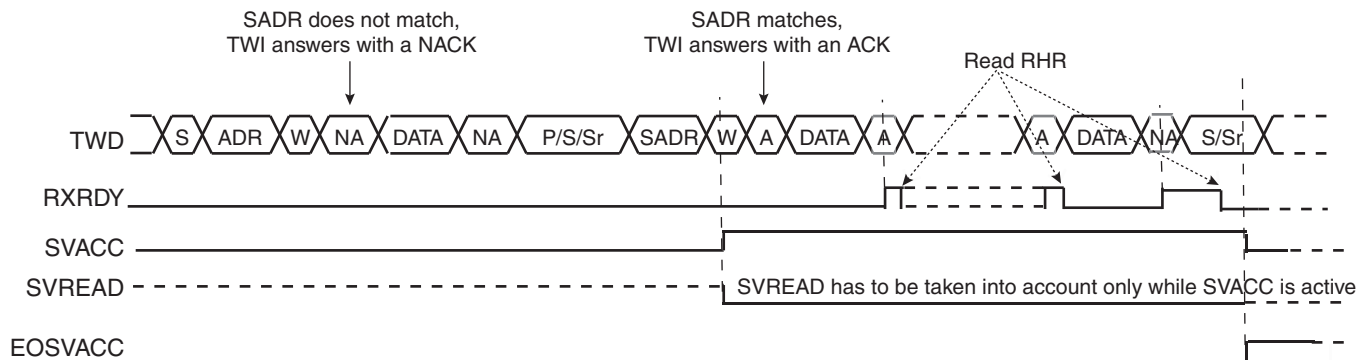 SADR does not match,
TWI answers with a NACK
SADR matches,
TWI answers with an ACK
Read RHR
TWD S ADR W NA DATA NA P/S/Sr SADR W A DATA A A DATA NA S/Sr
RXRDY
SVACC
SVREAD SVREAD has to be taken into account only while SVACC is active
EOSVACC